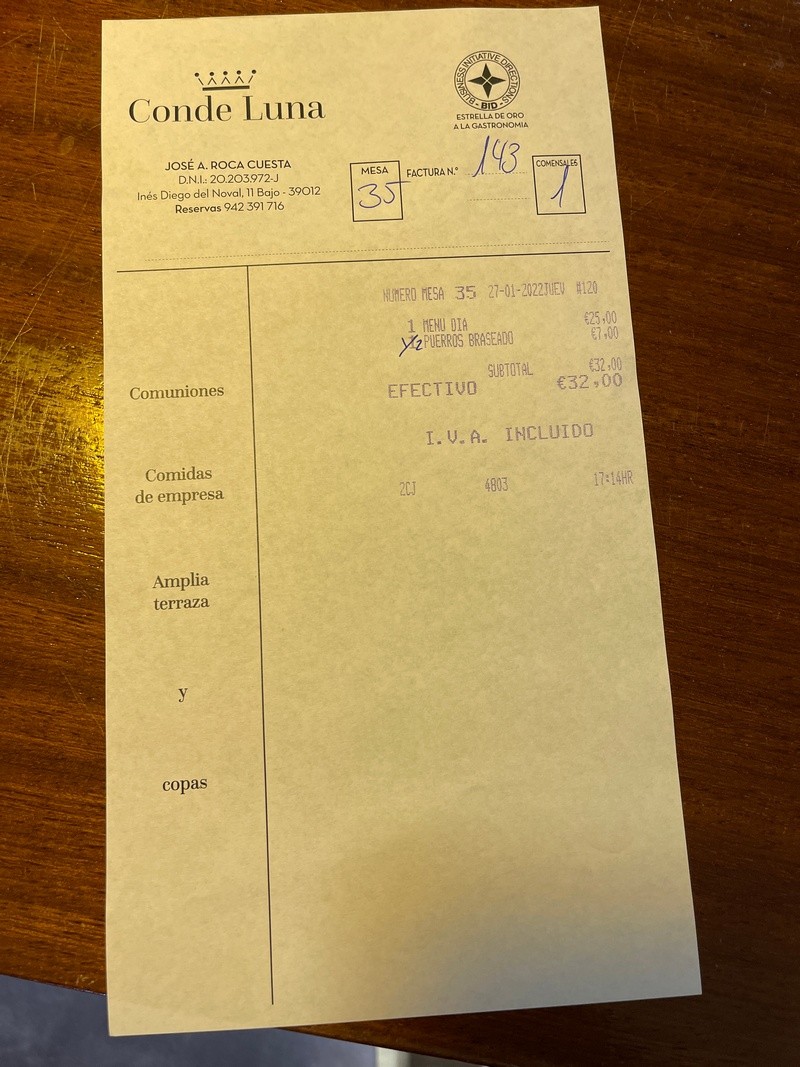 Conde Luna
BUSINESS INITIATIVE DIRECTIONS
- BID -
ESTRELLA DE ORO
A LA GASTRONOMIA
JOSÉ A. ROCA CUESTA
D.N.I.: 20.203.972-J
Inés Diego del Noval, 11 Bajo - 39012
Reservas 942 391 716
MESA
35
FACTURA N.º 143
COMENSALES
1
NUMERO MESA 35 27-01-2022JUEV #120
1 MENU DIA €25,00
1/2 PUERROS BRASEADO €7,00
SUBTOTAL €32,00
EFECTIVO €32,00
I.V.A. INCLUIDO
2CJ 4803 17:14HR
Comuniones
Comidas
de empresa
Amplia
terraza
y
copas